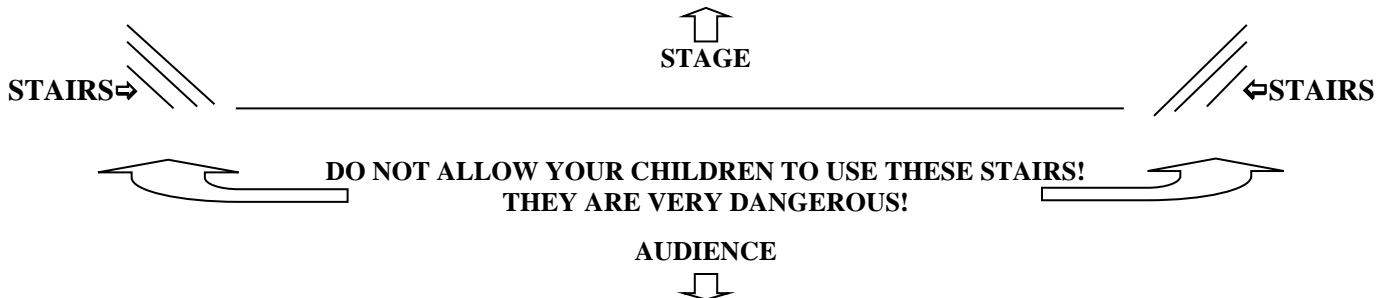 STAGE
STAIRS⇨ ⇦STAIRS
DO NOT ALLOW YOUR CHILDREN TO USE THESE STAIRS!
THEY ARE VERY DANGEROUS!
AUDIENCE